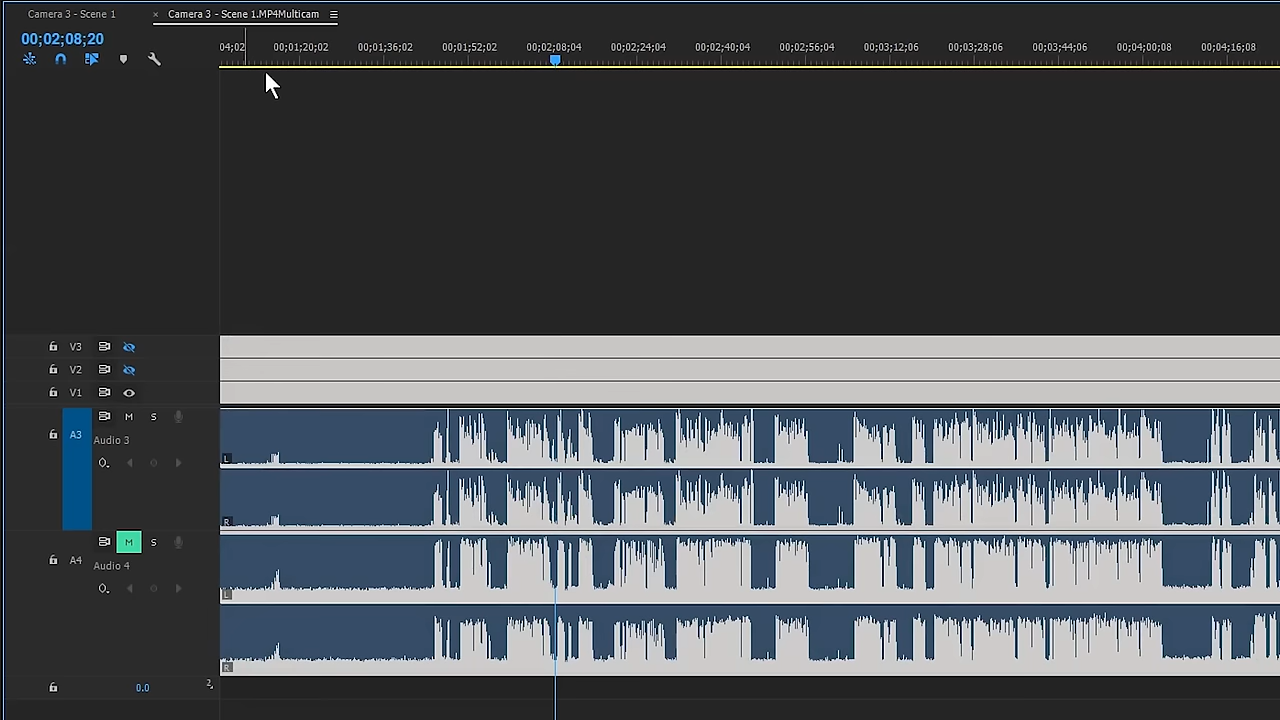 Camera 3 - Scene 1 × Camera 3 - Scene 1.MP4Multicam
00;02;08;20
04;02 00;01;20;02 00;01;36;02 00;01;52;02 00;02;08;04 00;02;24;04 00;02;40;04 00;02;56;04 00;03;12;06 00;03;28;06 00;03;44;06 00;04;00;08 00;04;16;08
V3
V2
V1
M S
A3
Audio 3
L
R
M S
A4
Audio 4
L
R
0.0